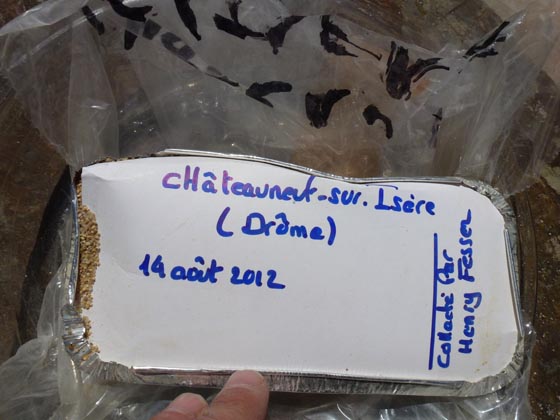 cHâteauneuf-sur-Isère
(Drôme)
14 août 2012
Collecté Par
Henry Fesser